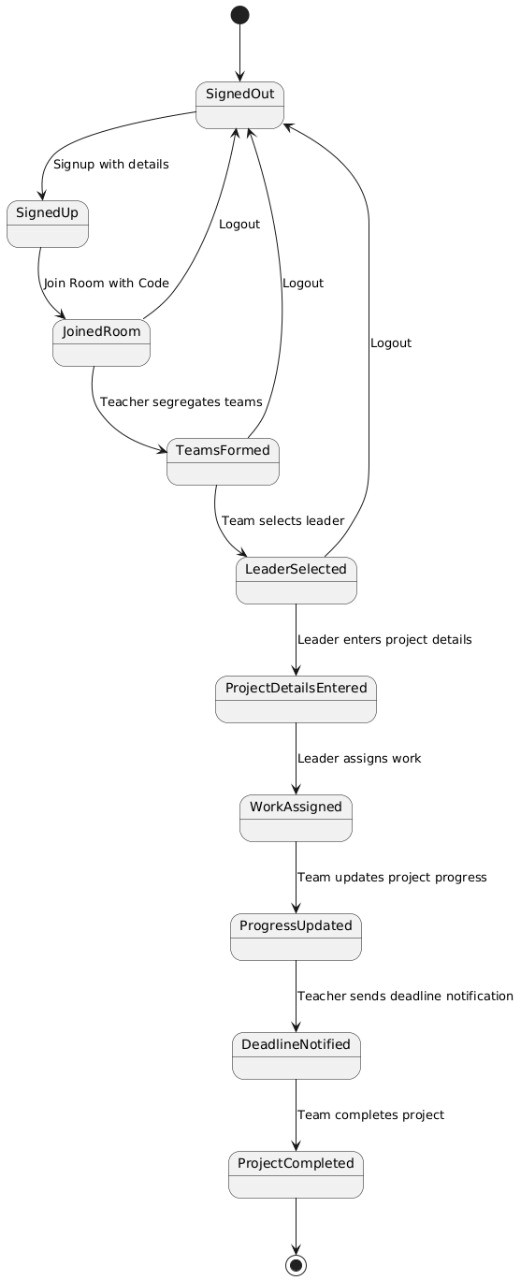 SignedOut
Signup with details
SignedUp
Logout
Join Room with Code
Logout
JoinedRoom
Logout
Teacher segregates teams
TeamsFormed
Team selects leader
LeaderSelected
Leader enters project details
ProjectDetailsEntered
Leader assigns work
WorkAssigned
Team updates project progress
ProgressUpdated
Teacher sends deadline notification
DeadlineNotified
Team completes project
ProjectCompleted